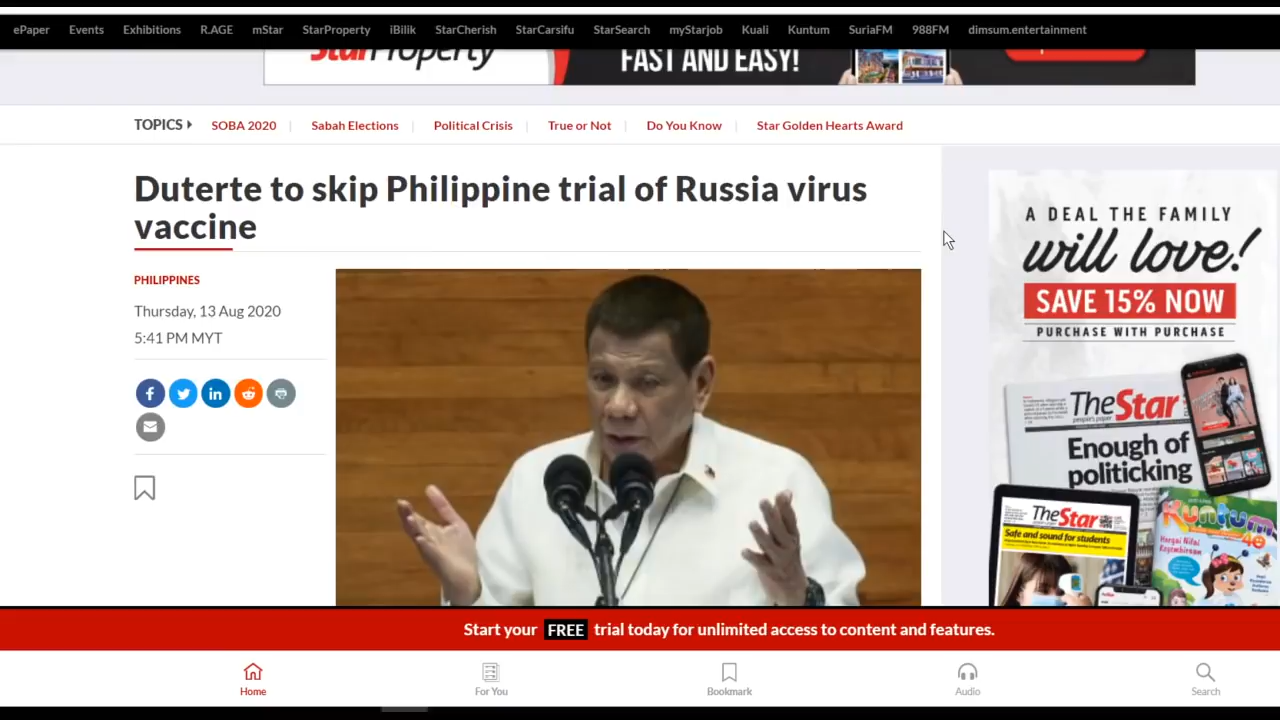 ePaper Events Exhibitions R.AGE mStar StarProperty iBilik StarCherish StarCarsifu StarSearch myStarjob Kuali Kuntum SuriaFM 988FM dimsum.entertainment
StarProperty FAST AND EASY!
TOPICS SOBA 2020 Sabah Elections Political Crisis True or Not Do You Know Star Golden Hearts Award
Duterte to skip Philippine trial of Russia virus
vaccine
PHILIPPINES
Thursday, 13 Aug 2020
5:41 PM MYT
A DEAL THE FAMILY
will love!
SAVE 15% NOW
PURCHASE WITH PURCHASE
TheStar
people's paper
Enough of
politicking
TheStar
Safe and sound for students
Kuntum
Start your FREE trial today for unlimited access to content and features.
Home For You Bookmark Audio Search